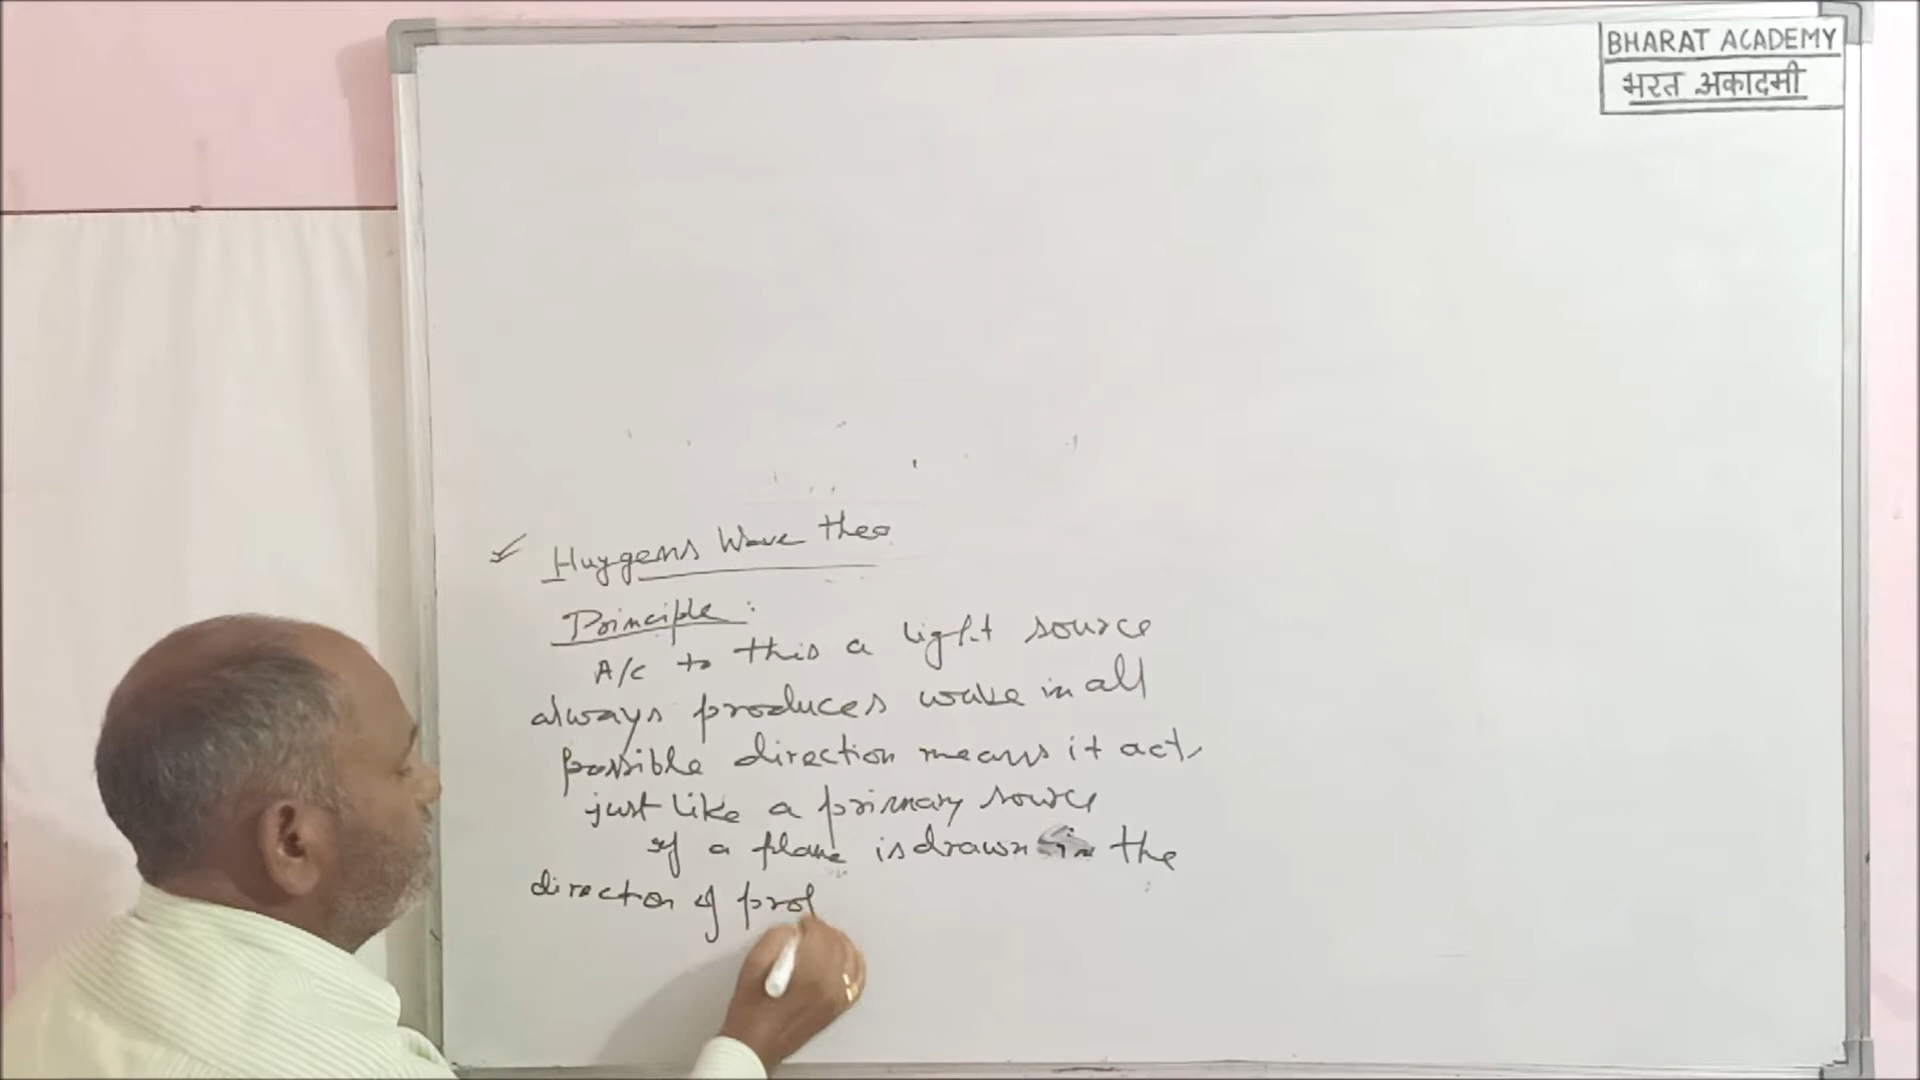 BHARAT ACADEMY
भरत अकादमी
Huygens Wave theo
Principle:
A/c to this a light source
always produces wave in all
possible direction means it act
just like a primary source
If a plane is drawn in the
direction of prop